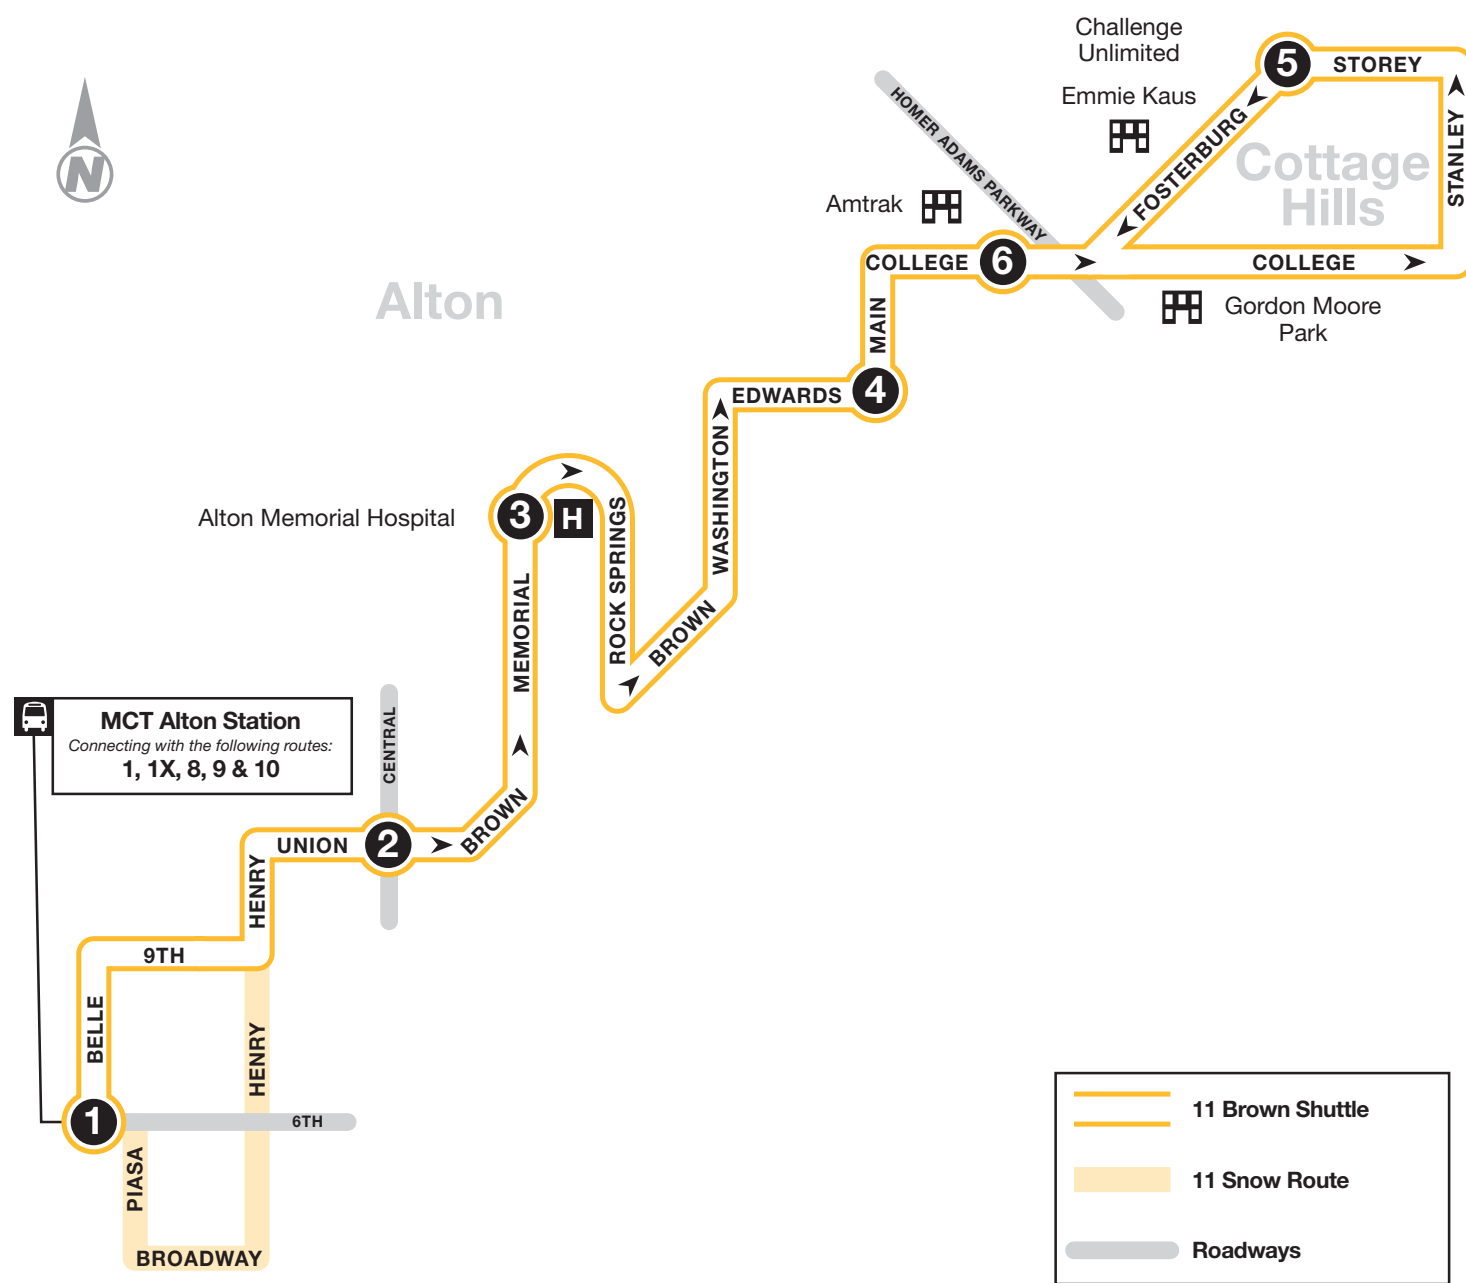 Challenge
Unlimited
5
STOREY
HOMER ADAMS PARKWAY
Emmie Kaus
FOSTERBURG
STANLEY
Cottage
Hills
N
Amtrak
COLLEGE
6
COLLEGE
Alton
MAIN
Gordon Moore
Park
EDWARDS
4
WASHINGTON
Alton Memorial Hospital
3
H
ROCK SPRINGS
MEMORIAL
BROWN
MCT Alton Station
Connecting with the following routes:
1, 1X, 8, 9 & 10
CENTRAL
BROWN
UNION
2
HENRY
9TH
BELLE
HENRY
1
6TH
PIASA
BROADWAY
11 Brown Shuttle
11 Snow Route
Roadways